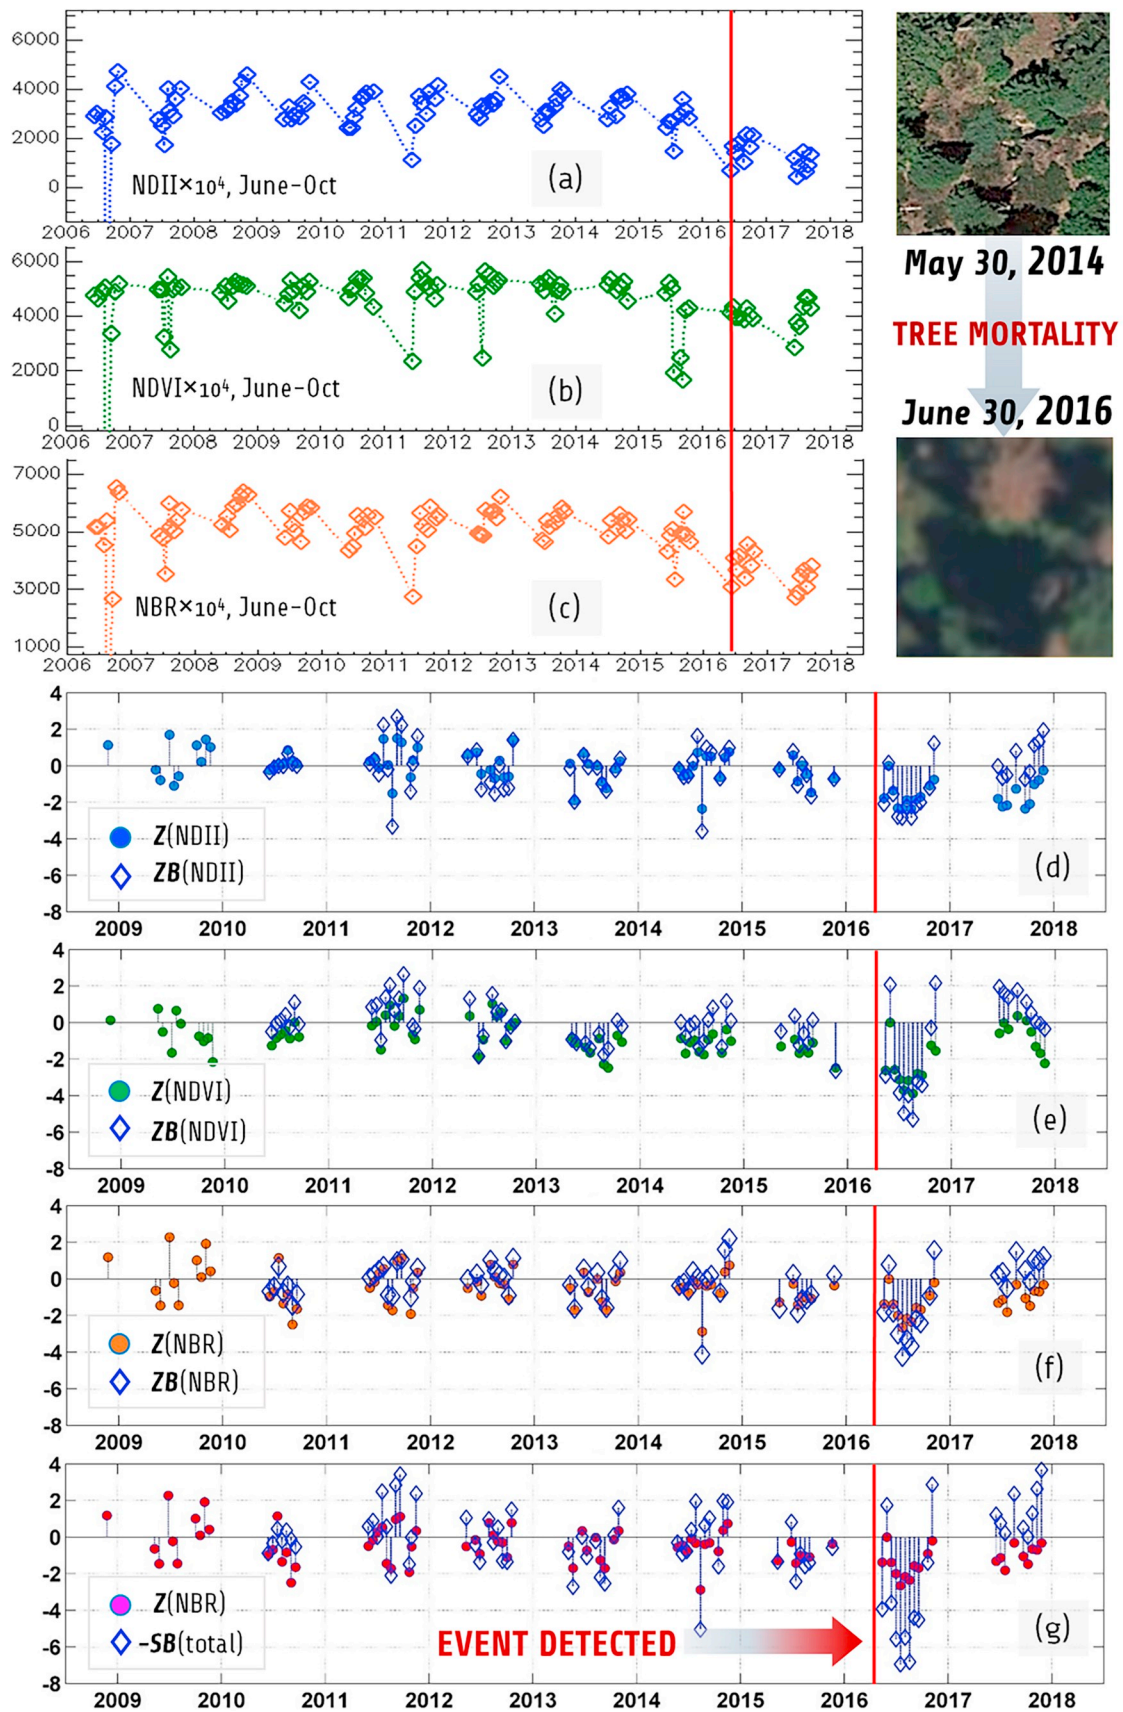 6000
4000
2000
0
NDII×10⁴, June-Oct
(a)
2006 2007 2008 2009 2010 2011 2012 2013 2014 2015 2016 2017 2018
May 30, 2014
6000
4000
2000
0
NDVI×10⁴, June-Oct
(b)
2006 2007 2008 2009 2010 2011 2012 2013 2014 2015 2016 2017 2018
TREE MORTALITY
June 30, 2016
7000
5000
3000
1000
NBR×10⁴, June-Oct
(c)
2006 2007 2008 2009 2010 2011 2012 2013 2014 2015 2016 2017 2018
4
2
0
-2
-4
-6
-8
Z(NDII)
ZB(NDII)
(d)
2009 2010 2011 2012 2013 2014 2015 2016 2017 2018
4
2
0
-2
-4
-6
-8
Z(NDVI)
ZB(NDVI)
(e)
2009 2010 2011 2012 2013 2014 2015 2016 2017 2018
4
2
0
-2
-4
-6
-8
Z(NBR)
ZB(NBR)
(f)
2009 2010 2011 2012 2013 2014 2015 2016 2017 2018
4
2
0
-2
-4
-6
-8
Z(NBR)
-SB(total)
EVENT DETECTED
(g)
2009 2010 2011 2012 2013 2014 2015 2016 2017 2018